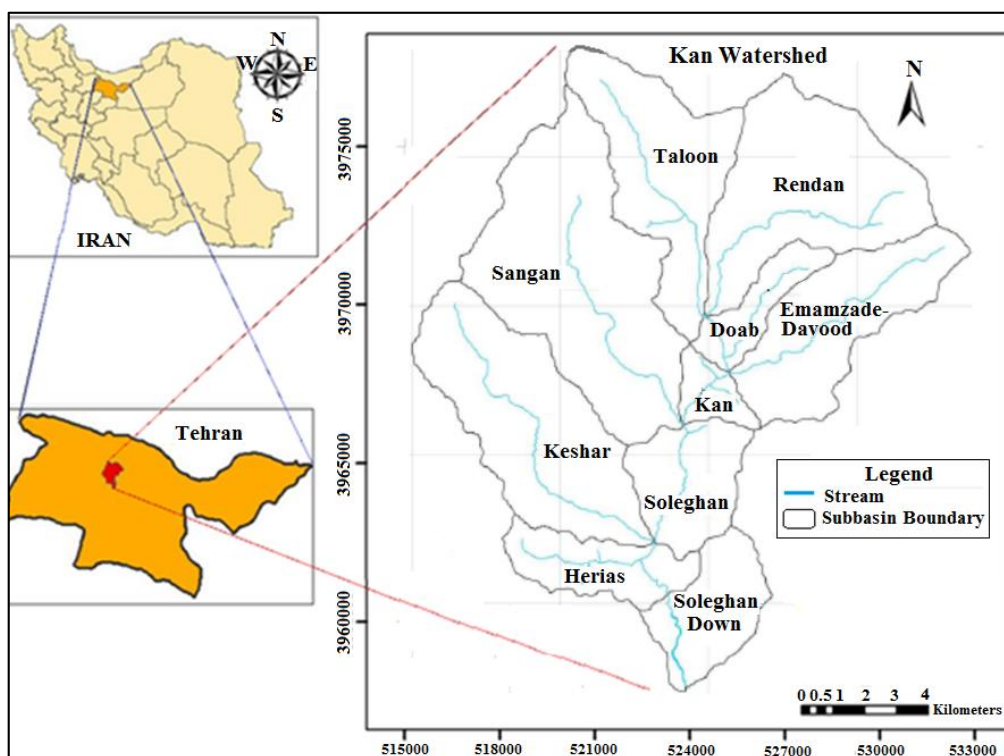 N
W E
S
IRAN
Tehran
Kan Watershed
N
Taloon
Rendan
Sangan
Emamzade-
Davood
Doab
Kan
Keshar
Soleghan
Herias
Soleghan
Down
Legend
Stream
Subbasin Boundary
0 0.5 1 2 3 4
Kilometers
3975000
3970000
3965000
3960000
515000 518000 521000 524000 527000 530000 533000